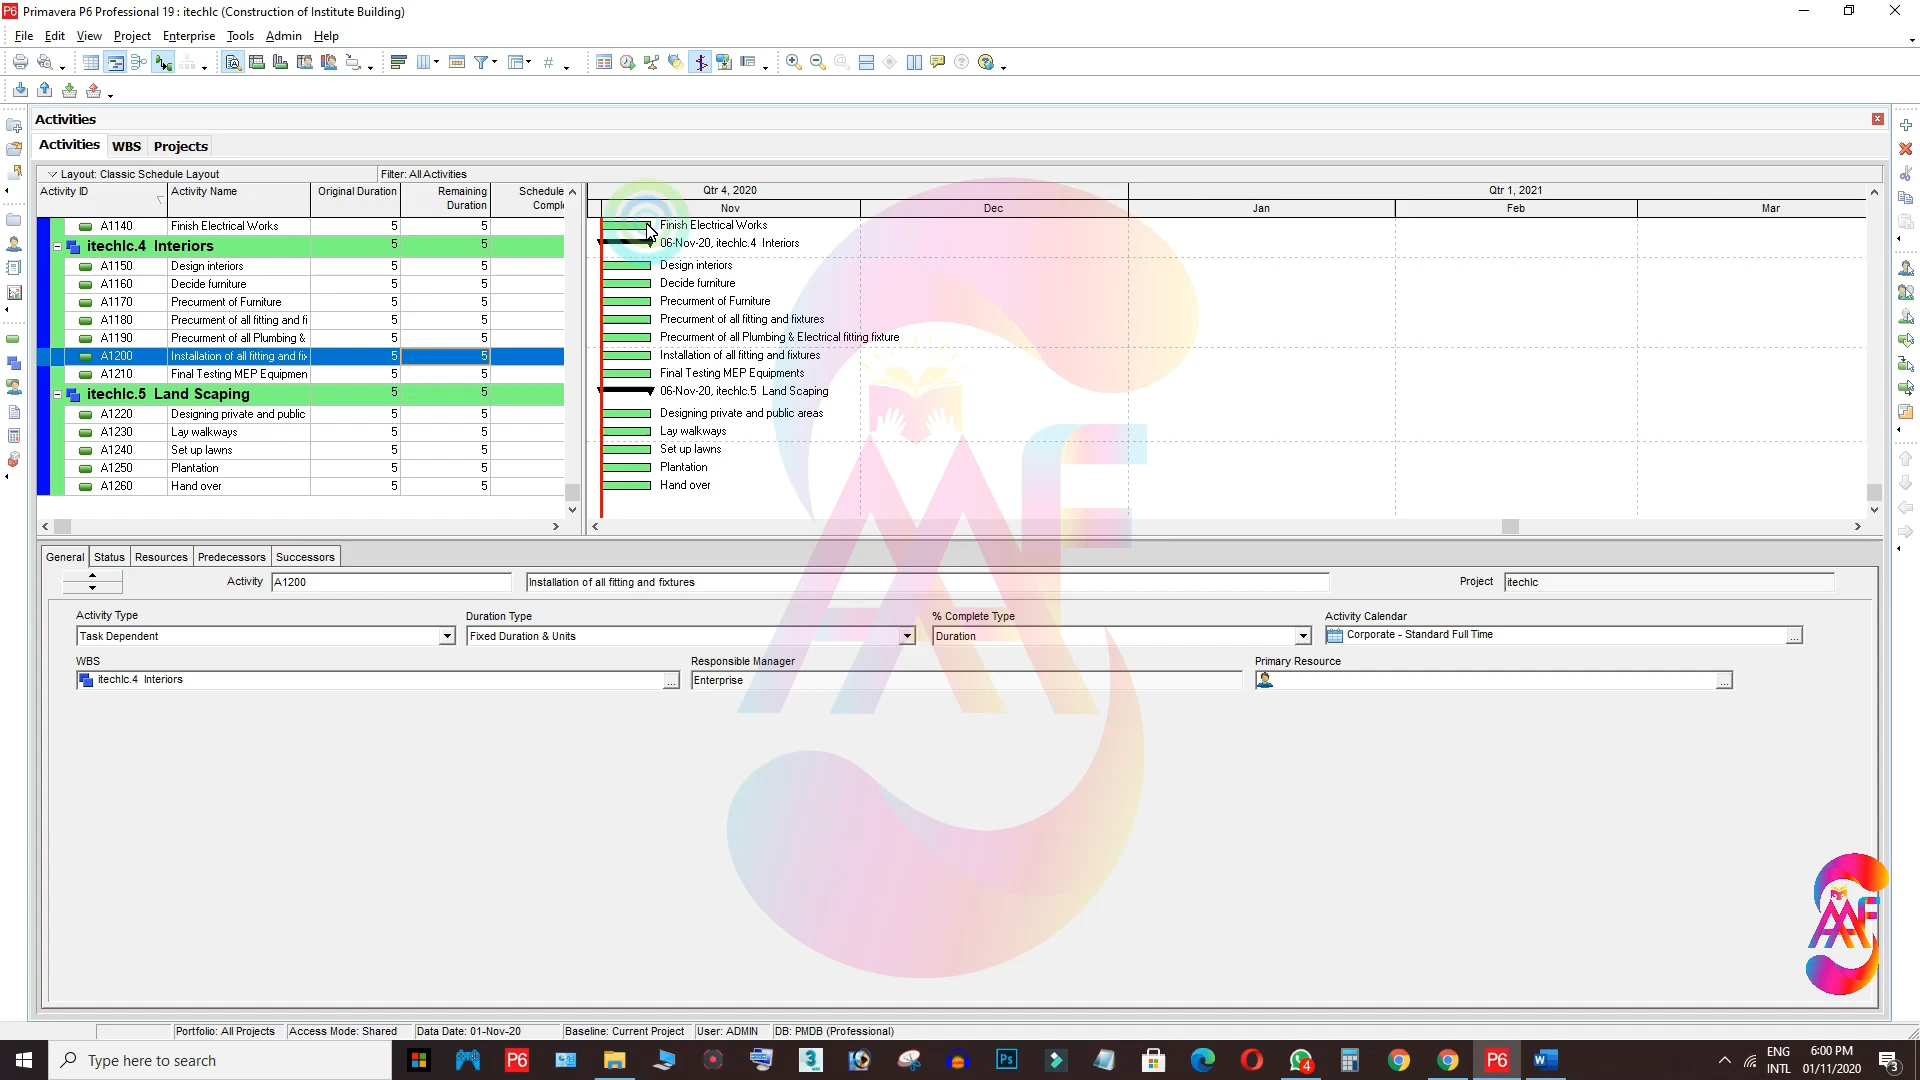 Primavera P6 Professional 19 : itechlc (Construction of Institute Building)
File Edit View Project Enterprise Tools Admin Help
Activities
Activities WBS Projects
Layout: Classic Schedule Layout Filter: All Activities
Activity ID Activity Name Original Duration Remaining Duration Schedule Comple
Qtr 4, 2020 Qtr 1, 2021
Nov Dec Jan Feb Mar
A1140 Finish Electrical Works 5 5 Finish Electrical Works
itechlc.4 Interiors 5 5 06-Nov-20, itechlc.4 Interiors
A1150 Design interiors 5 5 Design interiors
A1160 Decide furniture 5 5 Decide furniture
A1170 Precurment of Furniture 5 5 Precurment of Furniture
A1180 Precurment of all fitting and fi 5 5 Precurment of all fitting and fixtures
A1190 Precurment of all Plumbing & 5 5 Precurment of all Plumbing & Electrical fitting fixture
A1200 Installation of all fitting and fix 5 5 Installation of all fitting and fixtures
A1210 Final Testing MEP Equipmen 5 5 Final Testing MEP Equipments
itechlc.5 Land Scaping 5 5 06-Nov-20, itechlc.5 Land Scaping
A1220 Designing private and public 5 5 Designing private and public areas
A1230 Lay walkways 5 5 Lay walkways
A1240 Set up lawns 5 5 Set up lawns
A1250 Plantation 5 5 Plantation
A1260 Hand over 5 5 Hand over
General Status Resources Predecessors Successors
Activity A1200 Installation of all fitting and fixtures Project itechlc
Activity Type Duration Type % Complete Type Activity Calendar
Task Dependent Fixed Duration & Units Duration Corporate - Standard Full Time
WBS Responsible Manager Primary Resource
itechlc.4 Interiors Enterprise
Portfolio: All Projects Access Mode: Shared Data Date: 01-Nov-20 Baseline: Current Project User: ADMIN DB: PMDB (Professional)
Type here to search
ENG
INTL
6:00 PM
01/11/2020